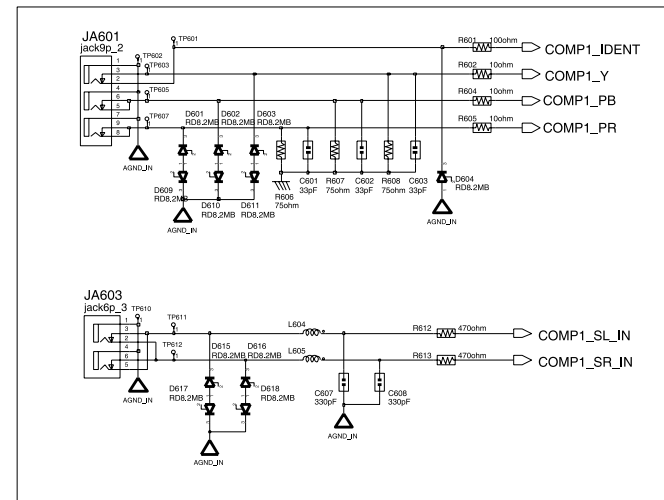 JA601
jack9p_2
TP601
TP602
TP603
TP605
TP607
1
3
2
4
6
5
7
9
8
R601 100ohm
COMP1_IDENT
R602 10ohm
COMP1_Y
R604 10ohm
COMP1_PB
R605 10ohm
COMP1_PR
D601 D602 D603
RD8.2MB RD8.2MB RD8.2MB
AGND_IN
D609
RD8.2MB
D610
RD8.2MB
D611
RD8.2MB
AGND_IN
R606
75ohm
C601
33pF
R607
75ohm
C602
33pF
R608
75ohm
C603
33pF
D604
RD8.2MB
AGND_IN
JA603
jack6p_3
TP610
TP611
TP612
1
3
2
4
6
5
L604
L605
R612 470ohm
COMP1_SL_IN
R613 470ohm
COMP1_SR_IN
D615 D616
RD8.2MB RD8.2MB
D617
RD8.2MB
D618
RD8.2MB
AGND_IN
AGND_IN
C607
330pF
C608
330pF
AGND_IN